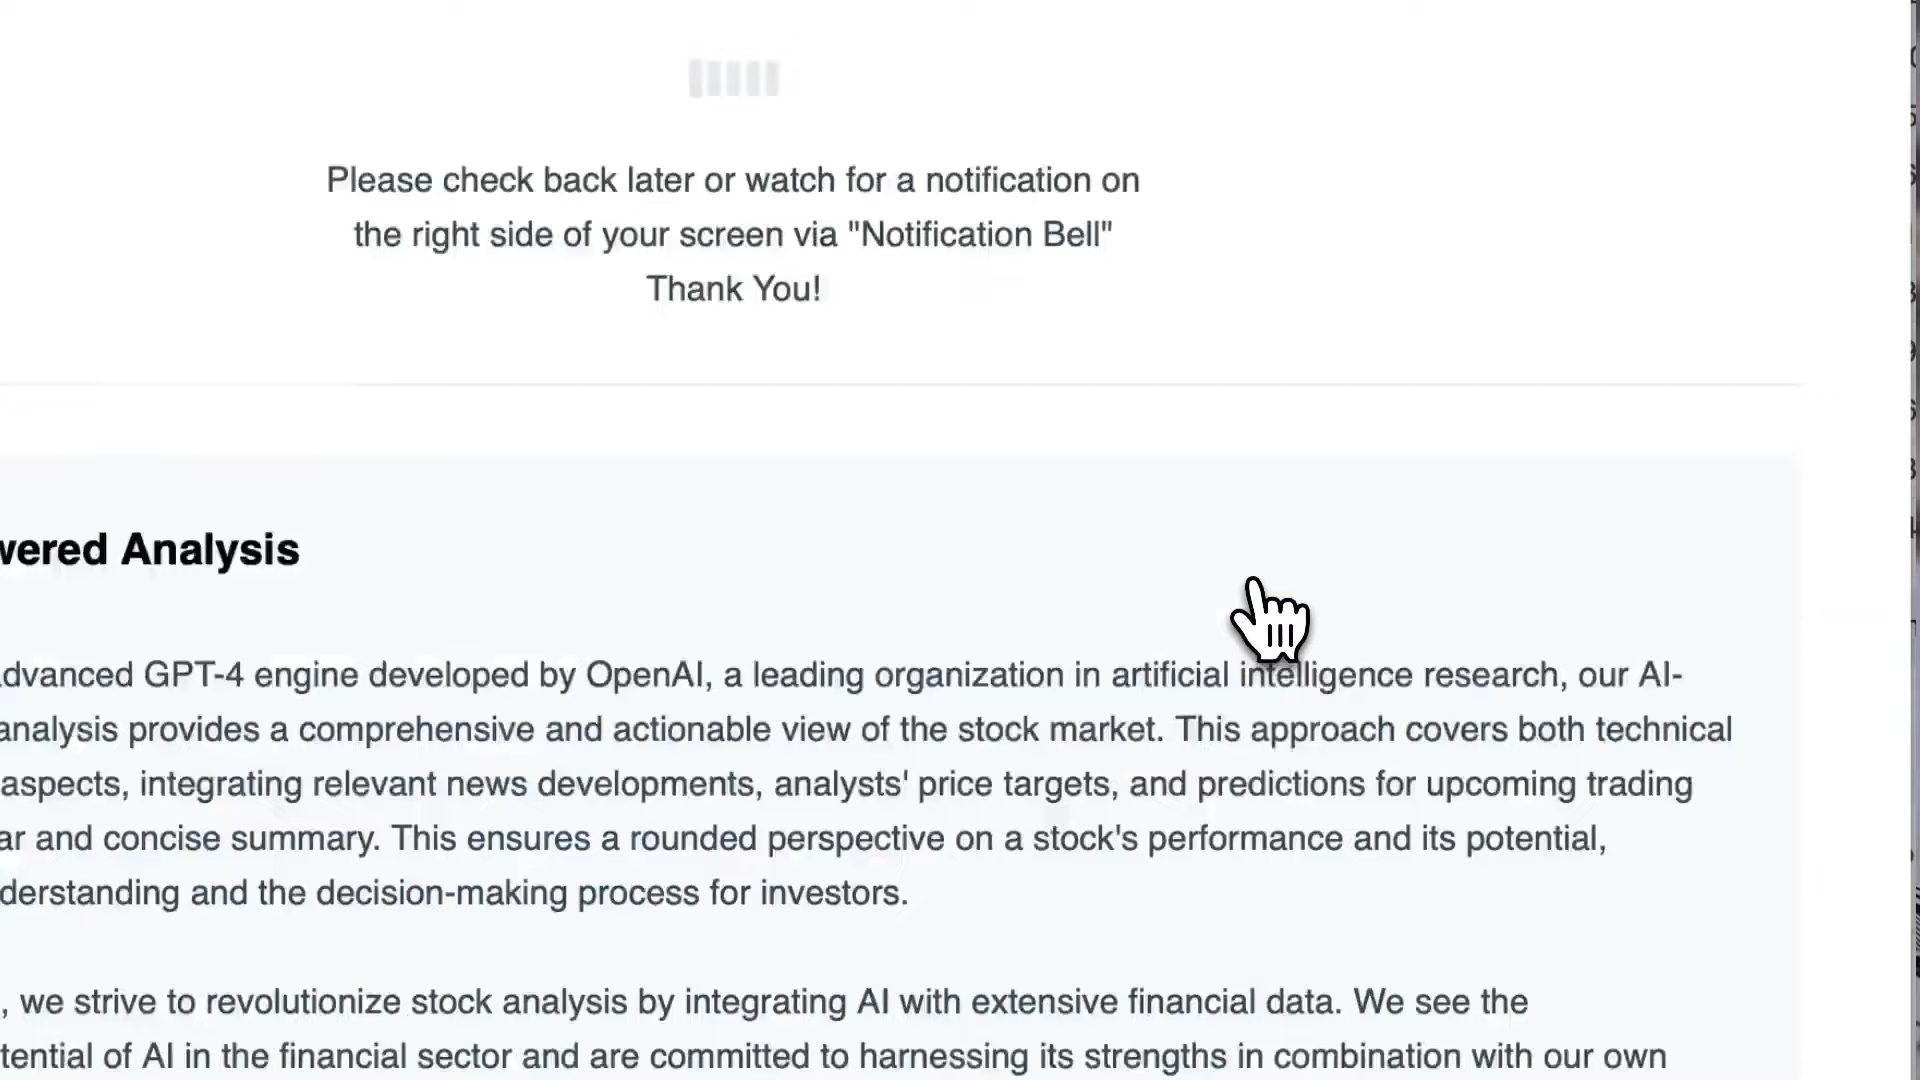 Please check back later or watch for a notification on
the right side of your screen via "Notification Bell"
Thank You!
wered Analysis
dvanced GPT-4 engine developed by OpenAI, a leading organization in artificial intelligence research, our AI-
analysis provides a comprehensive and actionable view of the stock market. This approach covers both technical
aspects, integrating relevant news developments, analysts' price targets, and predictions for upcoming trading
ar and concise summary. This ensures a rounded perspective on a stock's performance and its potential,
derstanding and the decision-making process for investors.
, we strive to revolutionize stock analysis by integrating AI with extensive financial data. We see the
tential of AI in the financial sector and are committed to harnessing its strengths in combination with our own